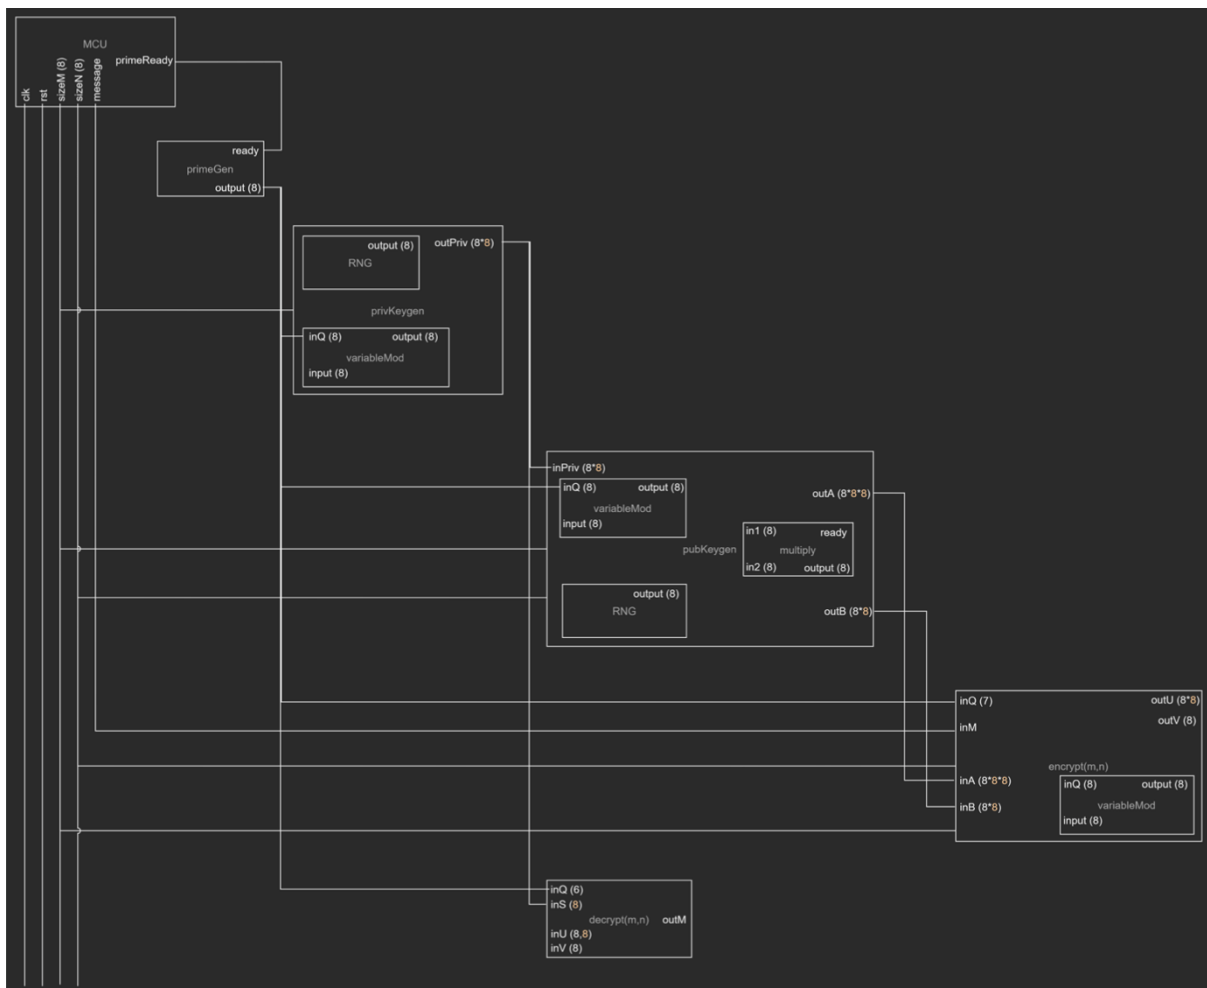 MCU
primeReady
clk
rst
sizeM (8)
sizeN (8)
message
ready
primeGen
output (8)
output (8)
RNG
outPriv (8*8)
privKeygen
inQ (8)
output (8)
variableMod
input (8)
inPriv (8*8)
inQ (8)
output (8)
variableMod
input (8)
outA (8*8*8)
pubKeygen
in1 (8)
ready
multiply
in2 (8)
output (8)
output (8)
RNG
outB (8*8)
inQ (7)
outU (8*8)
outV (8)
inM
encrypt(m,n)
inA (8*8*8)
inB (8*8)
inQ (8)
output (8)
variableMod
input (8)
inQ (6)
inS (8)
decrypt(m,n)
outM
inU (8,8)
inV (8)